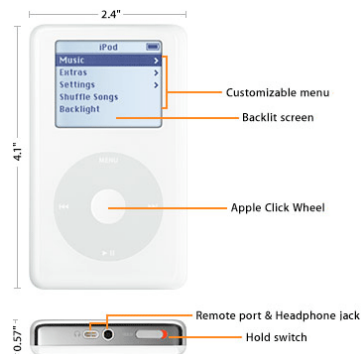 2.4"
iPod
Music >
Extras >
Settings >
Shuffle Songs
Backlight
Customizable menu
Backlit screen
4.1"
MENU
Apple Click Wheel
Remote port & Headphone jack
0.57"
Hold switch